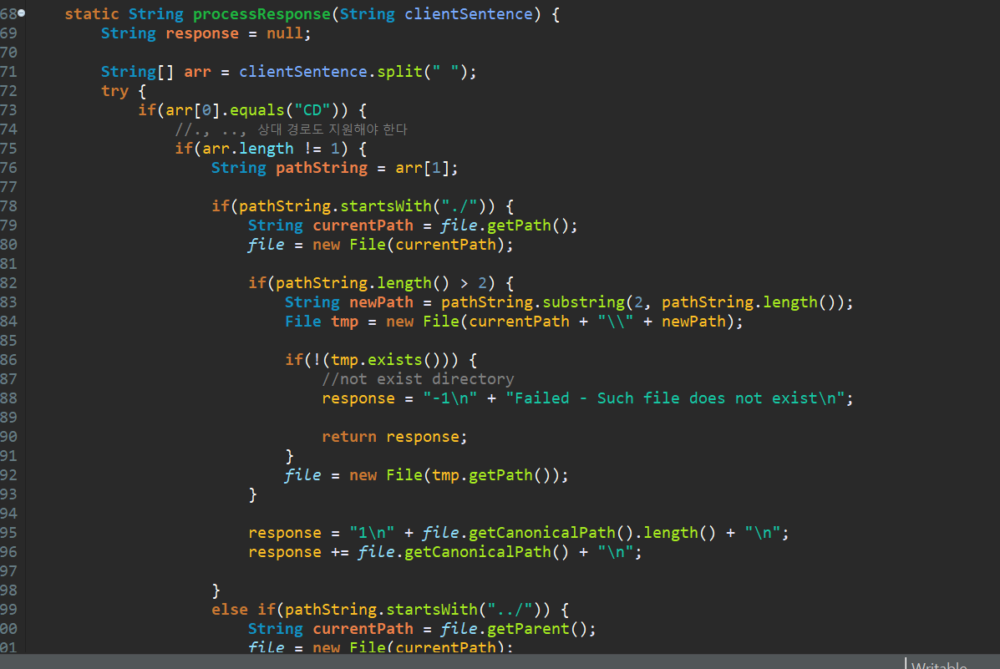 68 static String processResponse(String clientSentence) {
69 String response = null;
70
71 String[] arr = clientSentence.split(" ");
72 try {
73 if(arr[0].equals("CD")) {
74 //., .., 상대 경로도 지원해야 한다
75 if(arr.length != 1) {
76 String pathString = arr[1];
77
78 if(pathString.startsWith("./")) {
79 String currentPath = file.getPath();
80 file = new File(currentPath);
81
82 if(pathString.length() > 2) {
83 String newPath = pathString.substring(2, pathString.length());
84 File tmp = new File(currentPath + "\\" + newPath);
85
86 if(!(tmp.exists())) {
87 //not exist directory
88 response = "-1\n" + "Failed - Such file does not exist\n";
89
90 return response;
91 }
92 file = new File(tmp.getPath());
93 }
94
95 response = "1\n" + file.getCanonicalPath().length() + "\n";
96 response += file.getCanonicalPath() + "\n";
97
98 }
99 else if(pathString.startsWith("../")) {
00 String currentPath = file.getParent();
01 file = new File(currentPath);
Writable